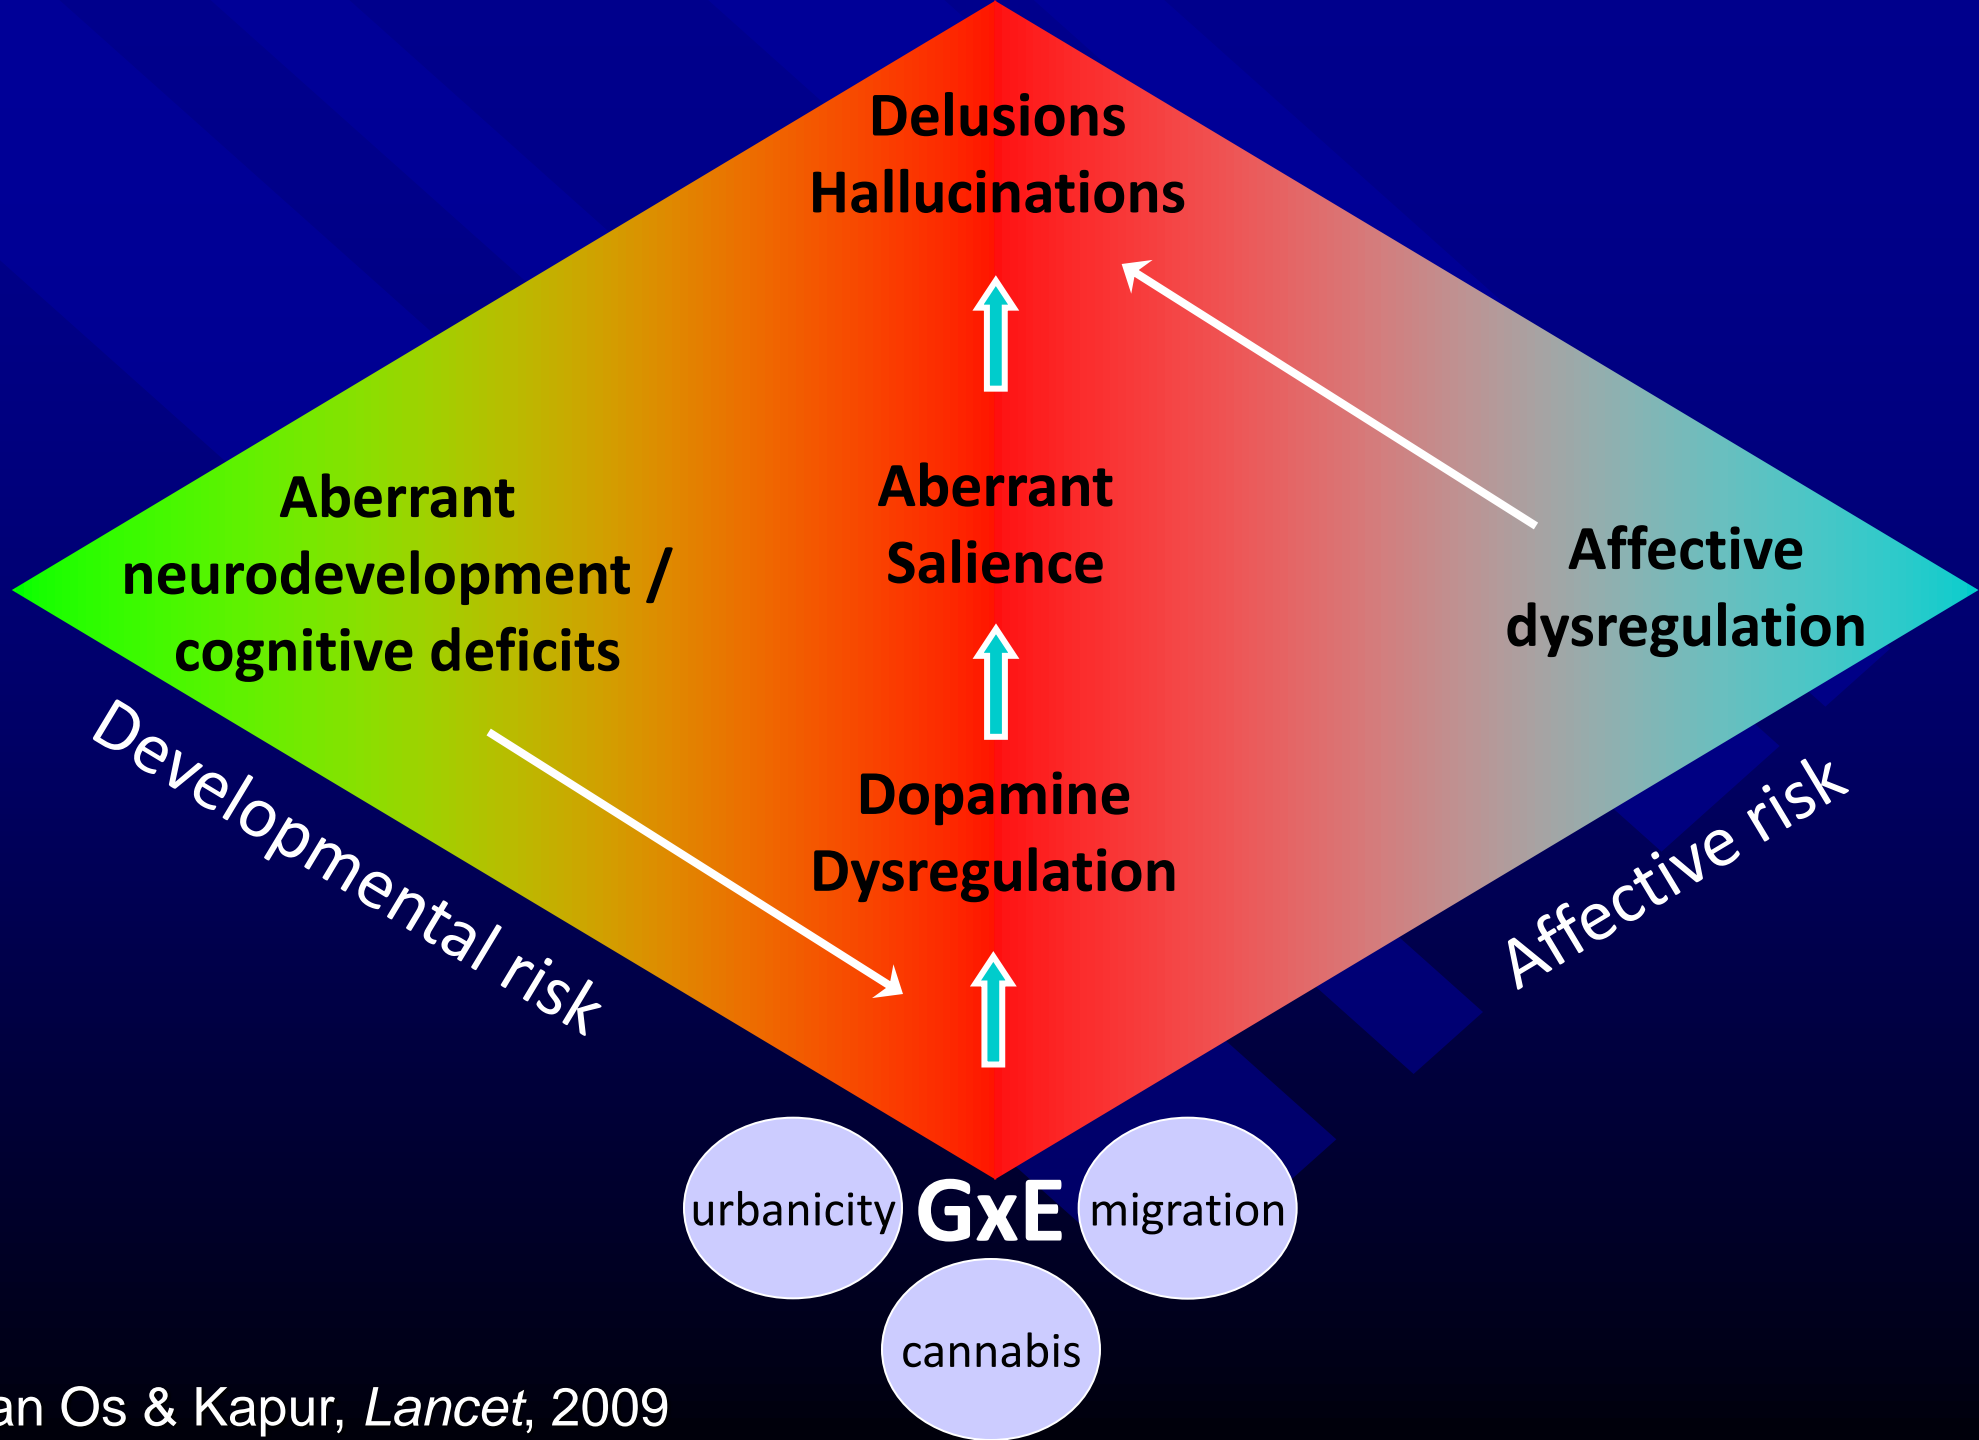 Delusions
Hallucinations
Aberrant
neurodevelopment /
cognitive deficits
Aberrant
Salience
Affective
dysregulation
Dopamine
Dysregulation
Developmental risk
Affective risk
urbanicity
GxE
migration
cannabis
an Os & Kapur, Lancet, 2009